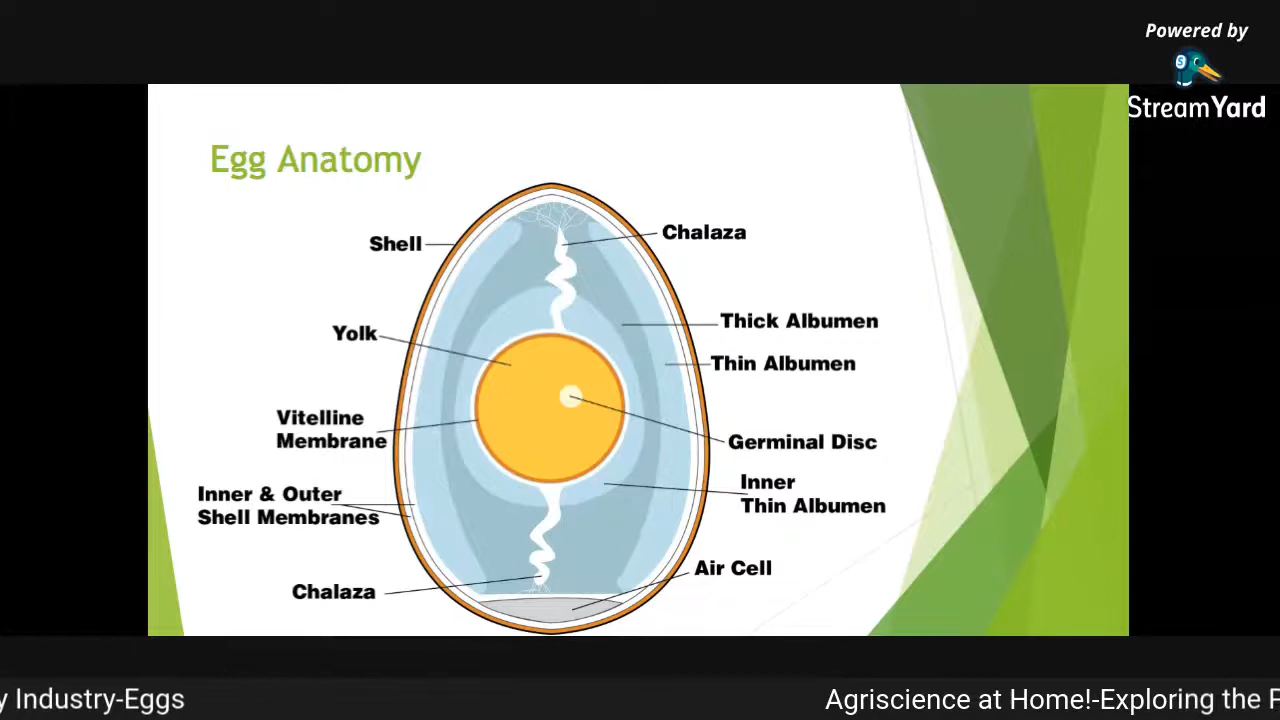 Powered by
StreamYard
Egg Anatomy
Shell
Chalaza
Thick Albumen
Yolk
Thin Albumen
Vitelline
Membrane
Germinal Disc
Inner
Thin Albumen
Inner & Outer
Shell Membranes
Air Cell
Chalaza
y Industry-Eggs
Agriscience at Home!-Exploring the P